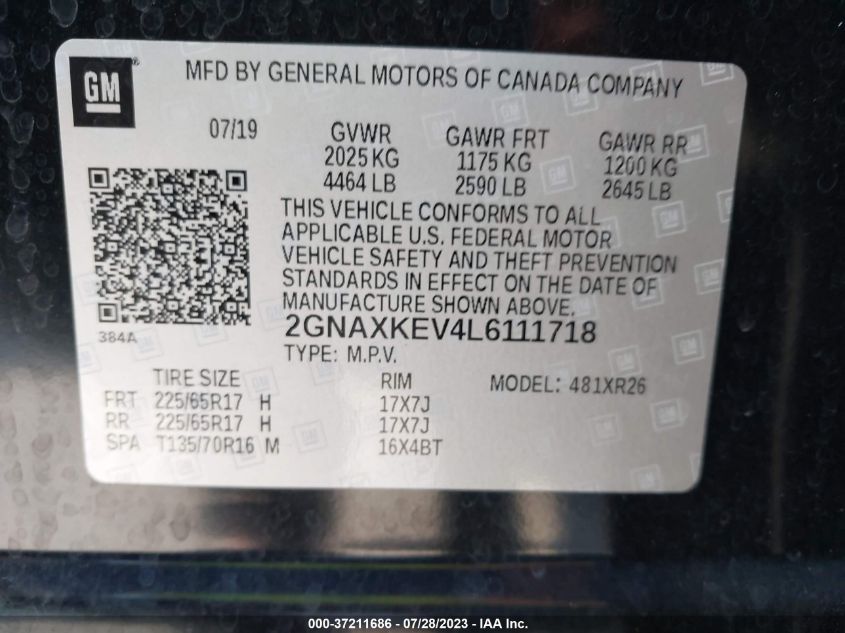 GM
MFD BY GENERAL MOTORS OF CANADA COMPANY
07/19 GVWR GAWR FRT GAWR RR
2025 KG 1175 KG 1200 KG
4464 LB 2590 LB 2645 LB
THIS VEHICLE CONFORMS TO ALL
APPLICABLE U.S. FEDERAL MOTOR
VEHICLE SAFETY AND THEFT PREVENTION
STANDARDS IN EFFECT ON THE DATE OF
MANUFACTURE SHOWN ABOVE.
384A
2GNAXKEV4L6111718
TYPE: M.P.V.
TIRE SIZE RIM MODEL: 481XR26
FRT 225/65R17 H 17X7J
RR 225/65R17 H 17X7J
SPA T135/70R16 M 16X4BT
000-37211686 - 07/28/2023 - © IAA Inc.